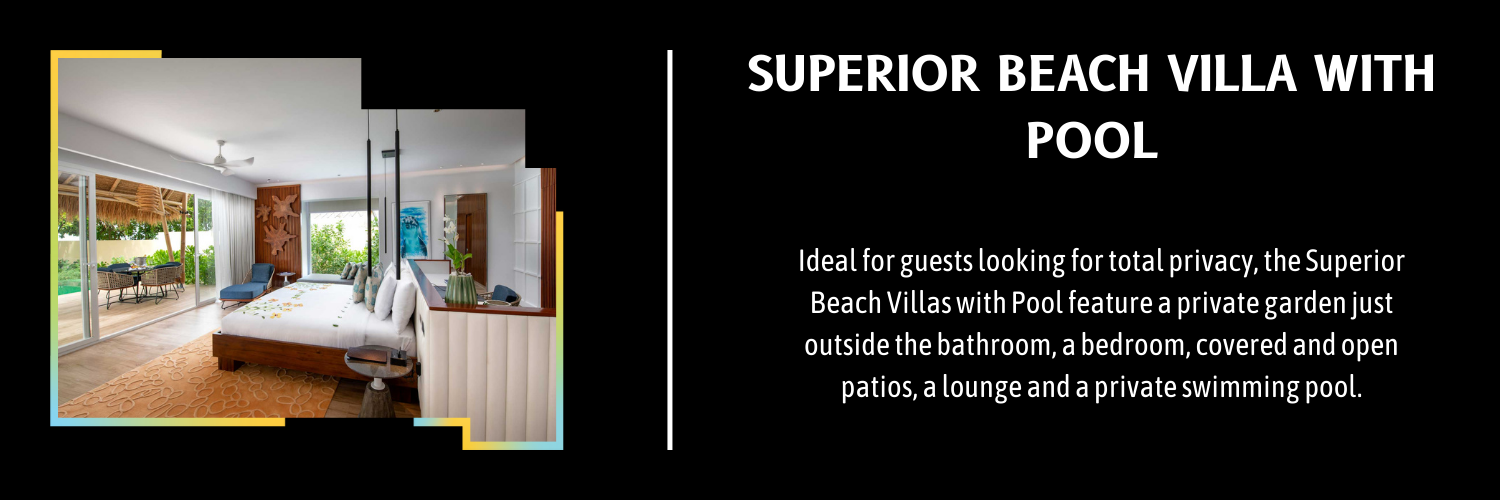 SUPERIOR BEACH VILLA WITH
POOL
Ideal for guests looking for total privacy, the Superior
Beach Villas with Pool feature a private garden just
outside the bathroom, a bedroom, covered and open
patios, a lounge and a private swimming pool.